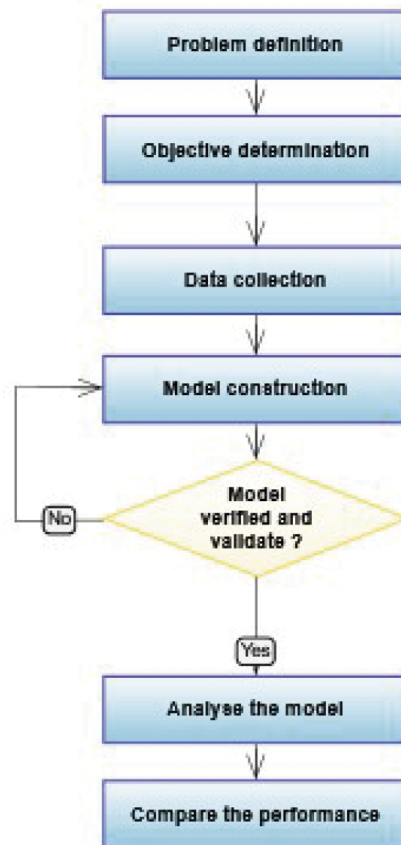 Problem definition
Objective determination
Data collection
Model construction
Model
verified and
validate ?
No
Yes
Analyse the model
Compare the performance